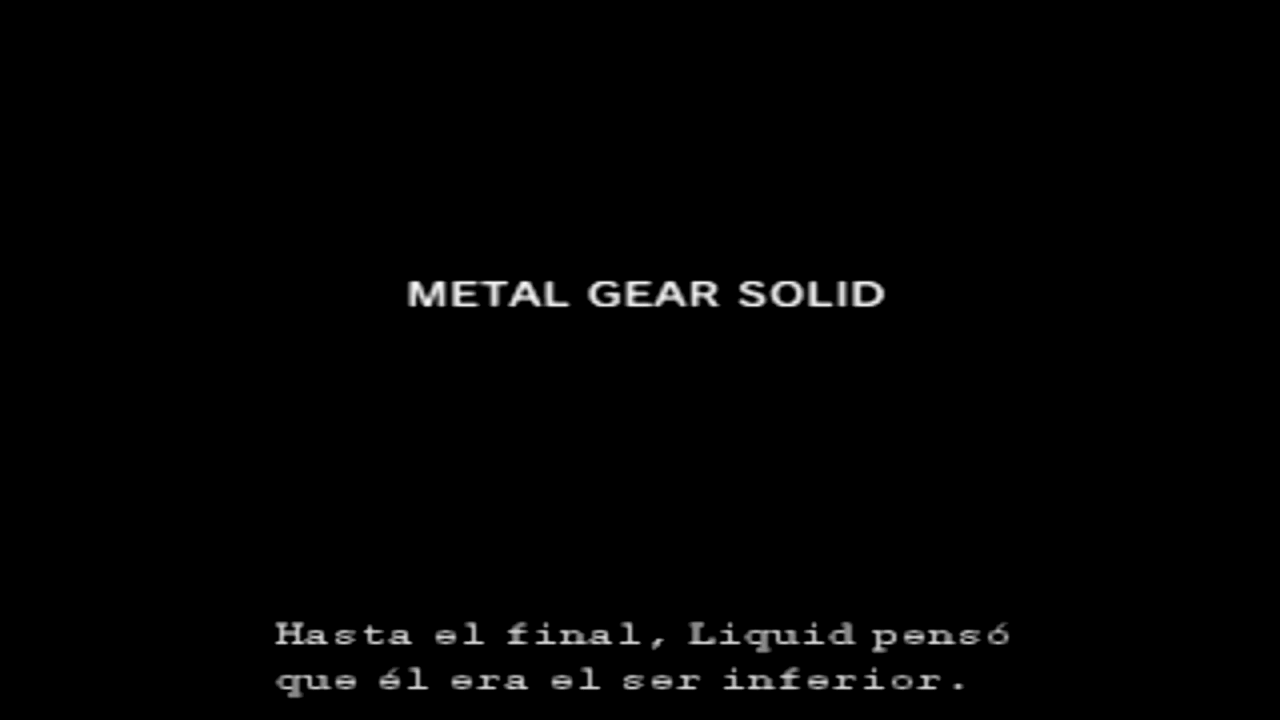 METAL GEAR SOLID
Hasta el final, Liquid pensó
que él era el ser inferior.